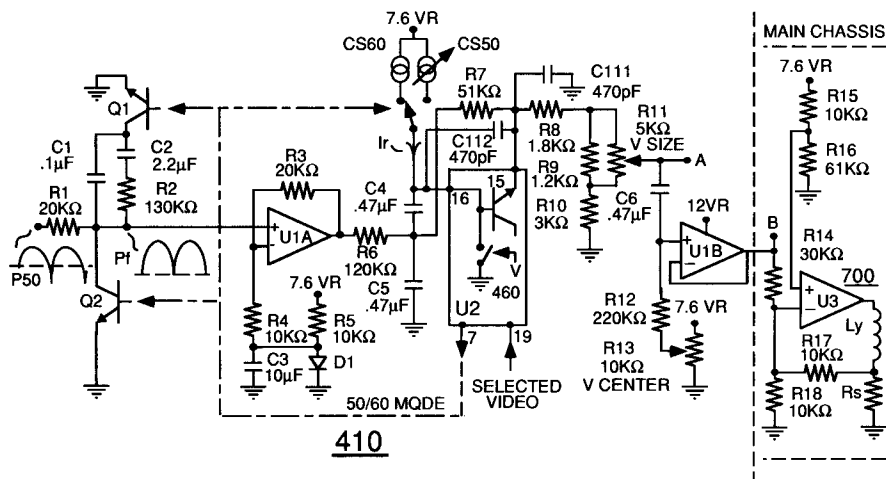 MAIN CHASSIS
7.6 VR
CS60
CS50
7.6 VR
R15
10KΩ
R16
61KΩ
Q1
R7
51KΩ
C111
470pF
R11
5KΩ
V SIZE
A
C1
.1µF
C2
2.2µF
R2
130KΩ
Ir
C112
470pF
R8
1.8KΩ
R9
1.2KΩ
R10
3KΩ
C6
.47µF
R1
20KΩ
R3
20KΩ
C4
.47µF
16
15
12VR
B
R14
30KΩ
700
P50
Pf
+
-
U1A
R6
120KΩ
C5
.47µF
V
460
U2
+
-
U1B
+
-
U3
Ly
Q2
7.6 VR
R4
10KΩ
R5
10KΩ
R12
220KΩ
7.6 VR
R13
10KΩ
V CENTER
R17
10KΩ
C3
10µF
D1
7
19
R18
10KΩ
Rs
SELECTED
VIDEO
50/60 MODE
410